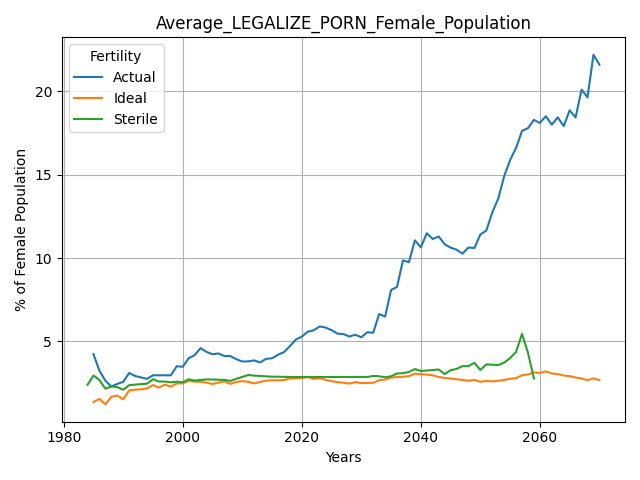 Average_LEGALIZE_PORN_Female_Population
Fertility
Actual
Ideal
Sterile
% of Female Population
20
15
10
5
1980 2000 2020 2040 2060
Years